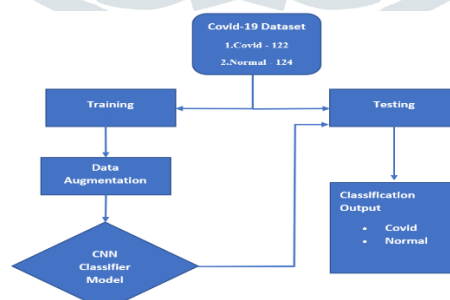 Covid-19 Dataset
1.Covid - 122
2.Normal - 124
Training
Testing
Data
Augmentation
CNN
Classifier
Model
Classification
Output
• Covid
• Normal